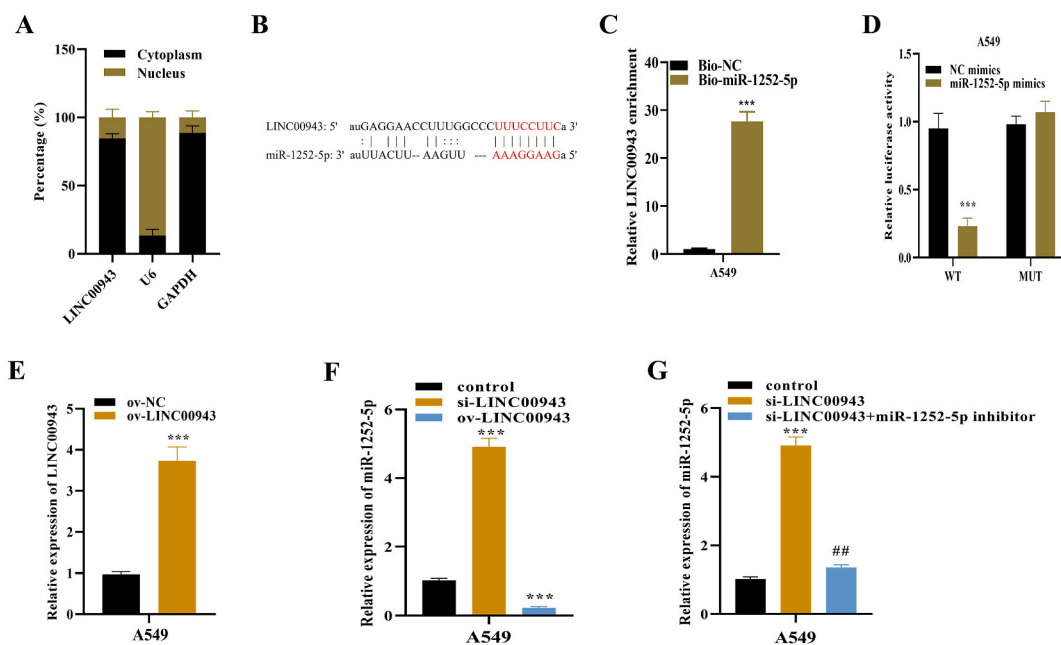 A
Cytoplasm
Nucleus
Percentage (%)
150
100
50
0
LINC00943
U6
GAPDH
B
LINC00943: 5' auGAGGAACCUUUGGCCCUUUCCUUCa 3'
miR-1252-5p: 3' auUUACUU--AAGUU ---AAAGGAAGa 5'
C
Bio-NC
Bio-miR-1252-5p
Relative LINC00943 enrichment
40
30
20
10
0
***
A549
D
A549
NC mimics
miR-1252-5p mimics
Relative luciferase activity
1.5
1.0
0.5
0.0
***
WT
MUT
E
ov-NC
ov-LINC00943
Relative expression of LINC00943
5
4
3
2
1
0
***
A549
F
control
si-LINC00943
ov-LINC00943
Relative expression of miR-1252-5p
6
4
2
0
***
***
A549
G
control
si-LINC00943
si-LINC00943+miR-1252-5p inhibitor
Relative expression of miR-1252-5p
6
4
2
0
***
##
A549